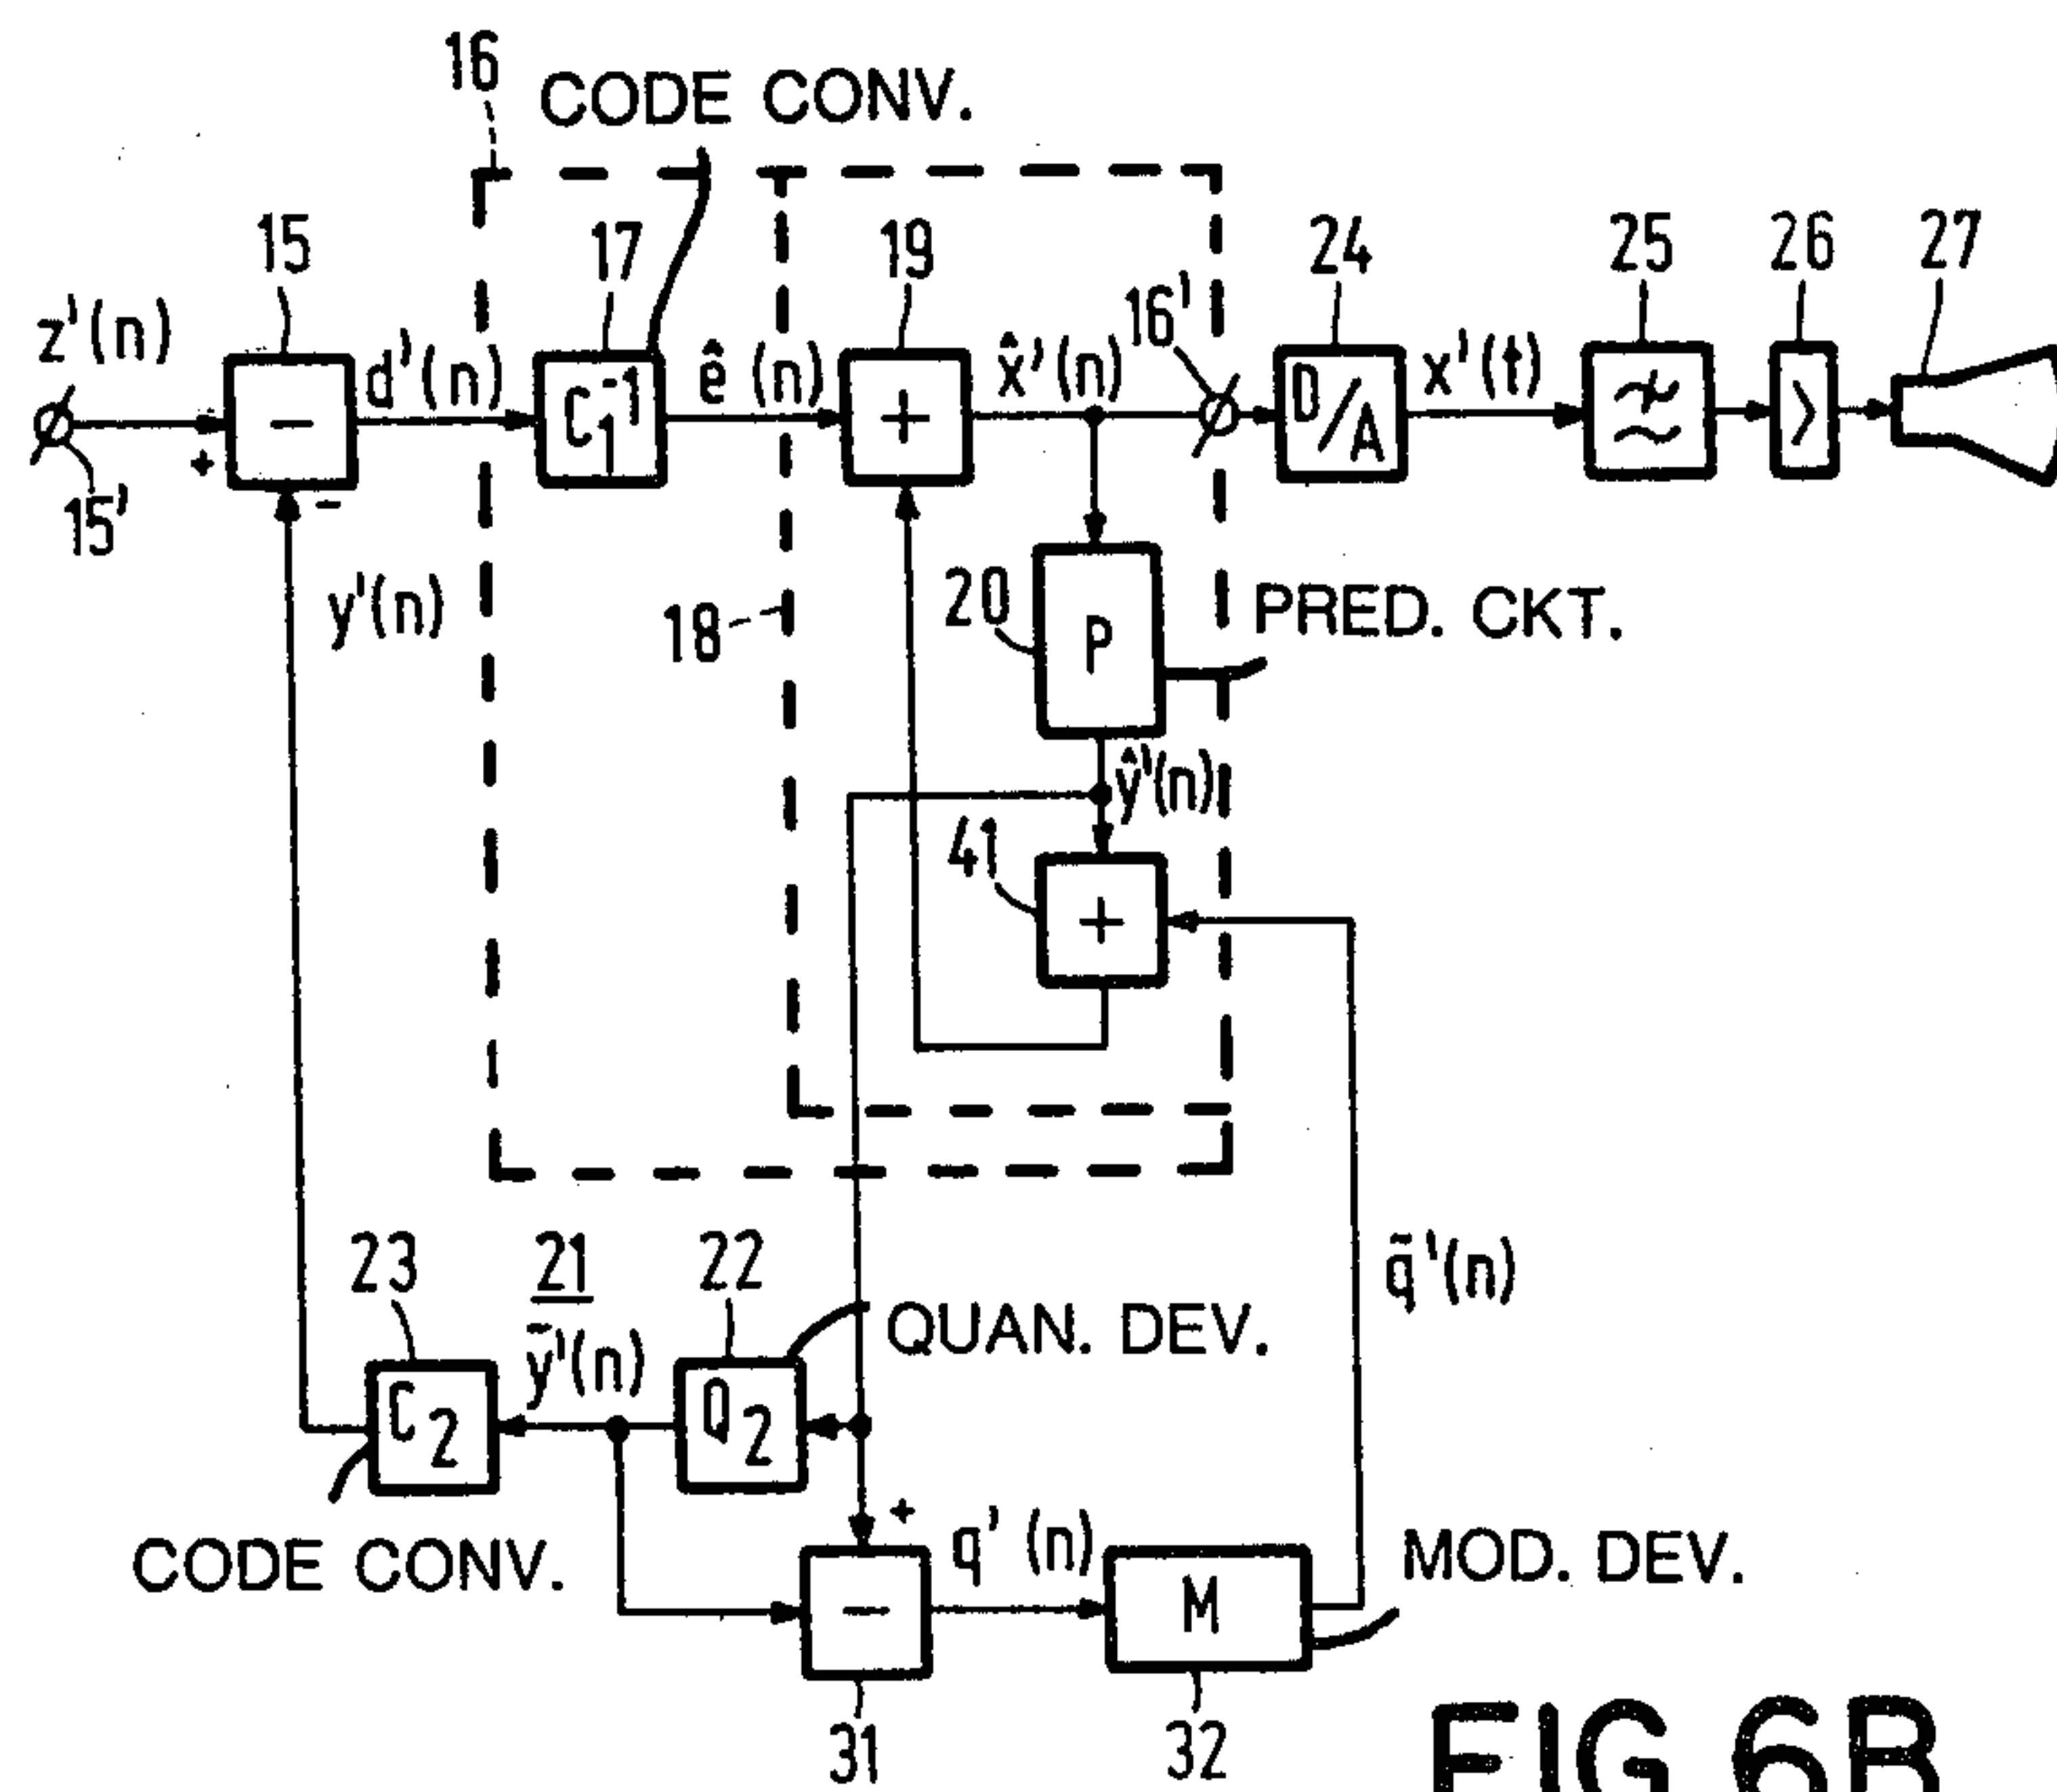 16
CODE CONV.
15
17
19
24
25
26
27
z'(n)
d'(n)
ê(n)
x̂'(n)
16'
x'(t)
+
−
C₁⁻¹
+
D/A
>
15'
−
y'(n)
18
20
P
PRED. CKT.
ŷ'(n)
41
+
23
21
22
q̃'(n)
ỹ'(n)
QUAN. DEV.
C₂
Q₂
+
CODE CONV.
−
q'(n)
M
MOD. DEV.
31
32
FIG.6B